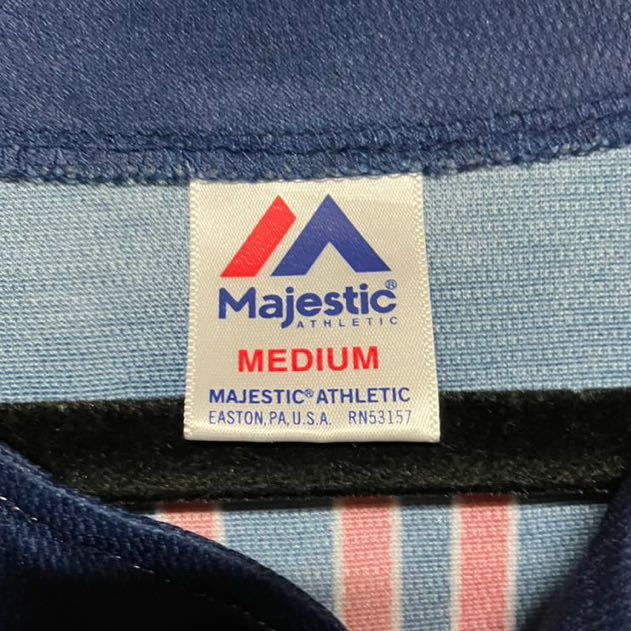 Majestic®
ATHLETIC
MEDIUM
MAJESTIC® ATHLETIC
EASTON, PA, U.S.A. RN53157